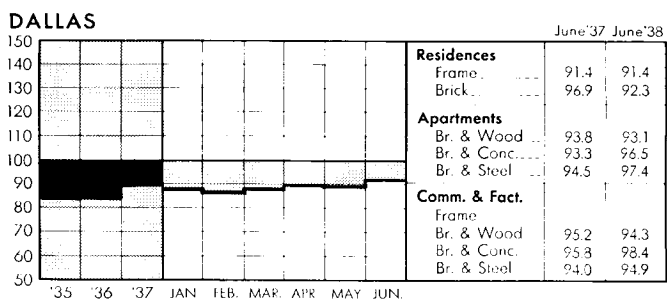 DALLAS
June'37 June'38
150
140
130
120
110
100
90
80
70
60
50
'35 '36 '37 JAN FEB. MAR. APR MAY JUN.
Residences
Frame 91.4 91.4
Brick 96.9 92.3
Apartments
Br. & Wood 93.8 93.1
Br. & Conc. 93.3 96.5
Br. & Steel 94.5 97.4
Comm. & Fact.
Frame
Br. & Wood 95.2 94.3
Br. & Conc. 95.8 98.4
Br. & Steel 94.0 94.9